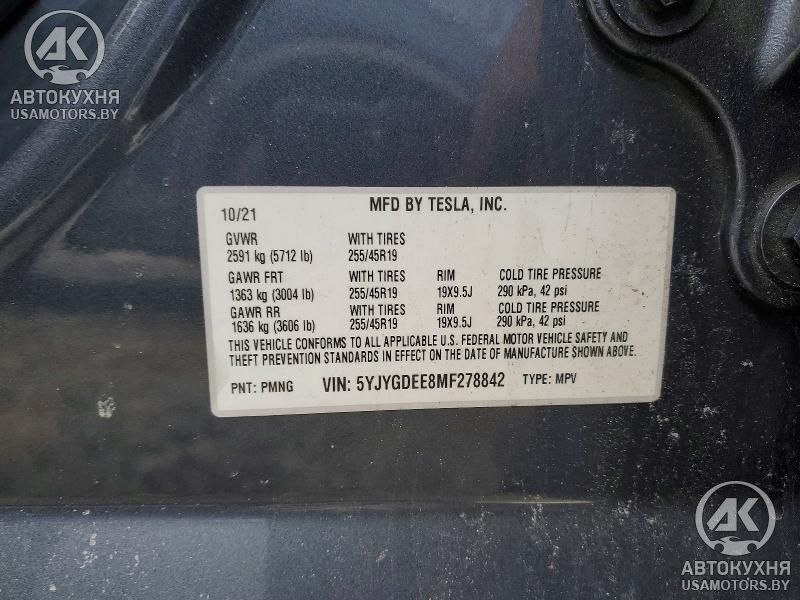 AK
АВТОКУХНЯ
USAMOTORS.BY
10/21 MFD BY TESLA, INC.
GVWR WITH TIRES
2591 kg (5712 lb) 255/45R19
GAWR FRT WITH TIRES RIM COLD TIRE PRESSURE
1363 kg (3004 lb) 255/45R19 19X9.5J 290 kPa, 42 psi
GAWR RR WITH TIRES RIM COLD TIRE PRESSURE
1636 kg (3606 lb) 255/45R19 19X9.5J 290 kPa, 42 psi
THIS VEHICLE CONFORMS TO ALL APPLICABLE U.S. FEDERAL MOTOR VEHICLE SAFETY AND
THEFT PREVENTION STANDARDS IN EFFECT ON THE DATE OF MANUFACTURE SHOWN ABOVE.
PNT: PMNG VIN: 5YJYGDEE8MF278842 TYPE: MPV
AK
АВТОКУХНЯ
USAMOTORS.BY